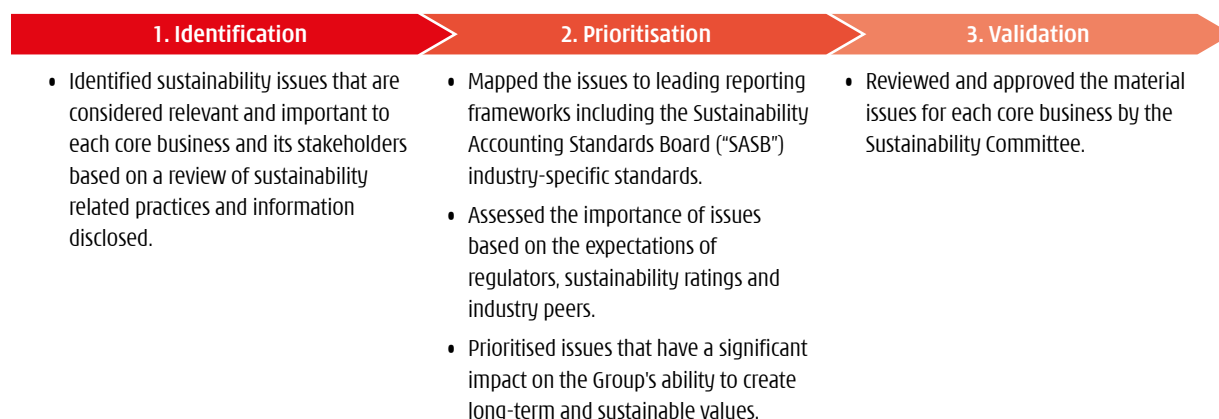 1. Identification
2. Prioritisation
3. Validation
• Identified sustainability issues that are
considered relevant and important to
each core business and its stakeholders
based on a review of sustainability
related practices and information
disclosed.
• Mapped the issues to leading reporting
frameworks including the Sustainability
Accounting Standards Board (“SASB”)
industry-specific standards.
• Assessed the importance of issues
based on the expectations of
regulators, sustainability ratings and
industry peers.
• Prioritised issues that have a significant
impact on the Group's ability to create
long-term and sustainable values.
• Reviewed and approved the material
issues for each core business by the
Sustainability Committee.